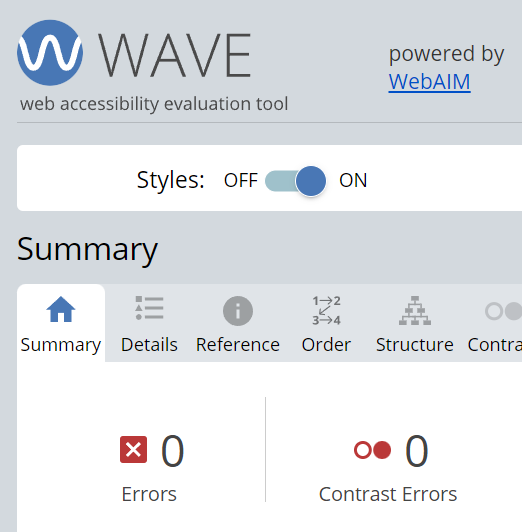 WAVE
powered by
WebAIM
web accessibility evaluation tool
Styles: OFF ON
Summary
Summary Details Reference 1→2 3→4 Order Structure Contra
0 0
Errors Contrast Errors